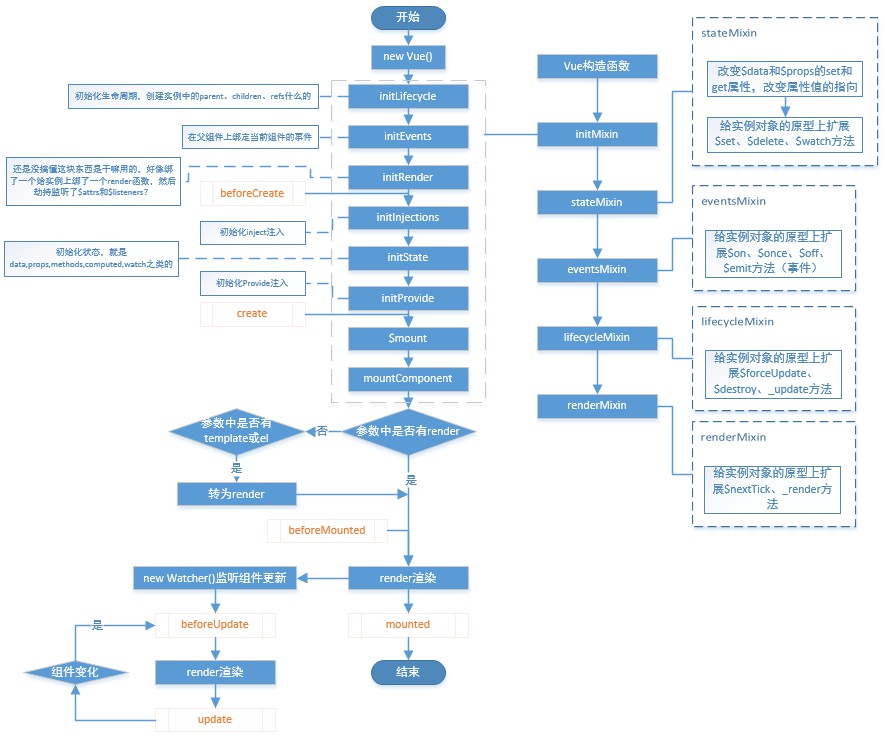 开始
new Vue()
initLifecycle
initEvents
initRender
initInjections
initState
initProvide
$mount
mountComponent
初始化生命周期，创建实例中的parent、children、refs什么的
在父组件上绑定当前组件的事件
还是没搞懂这块东西是干嘛用的，好像绑
了一个给实例上绑了一个render函数，然后
劫持监听了$attrs和$listeners？
beforeCreate
初始化inject注入
初始化状态，就是
data,props,methods,computed,watch之类的
初始化Provide注入
create
参数中是否有render
否
参数中是否有
template或el
是
转为render
是
beforeMounted
render渲染
new Watcher()监听组件更新
mounted
结束
beforeUpdate
render渲染
update
组件变化
是
Vue构造函数
initMixin
stateMixin
eventsMixin
lifecycleMixin
renderMixin
stateMixin
改变$data和$props的set和
get属性，改变属性值的指向
给实例对象的原型上扩展
$set、$delete、$watch方法
eventsMixin
给实例对象的原型上扩
展$on、$once、$off、
$emit方法（事件）
lifecycleMixin
给实例对象的原型上扩
展$forceUpdate、
$destroy、_update方法
renderMixin
给实例对象的原型上扩
展$nextTick、_render方
法